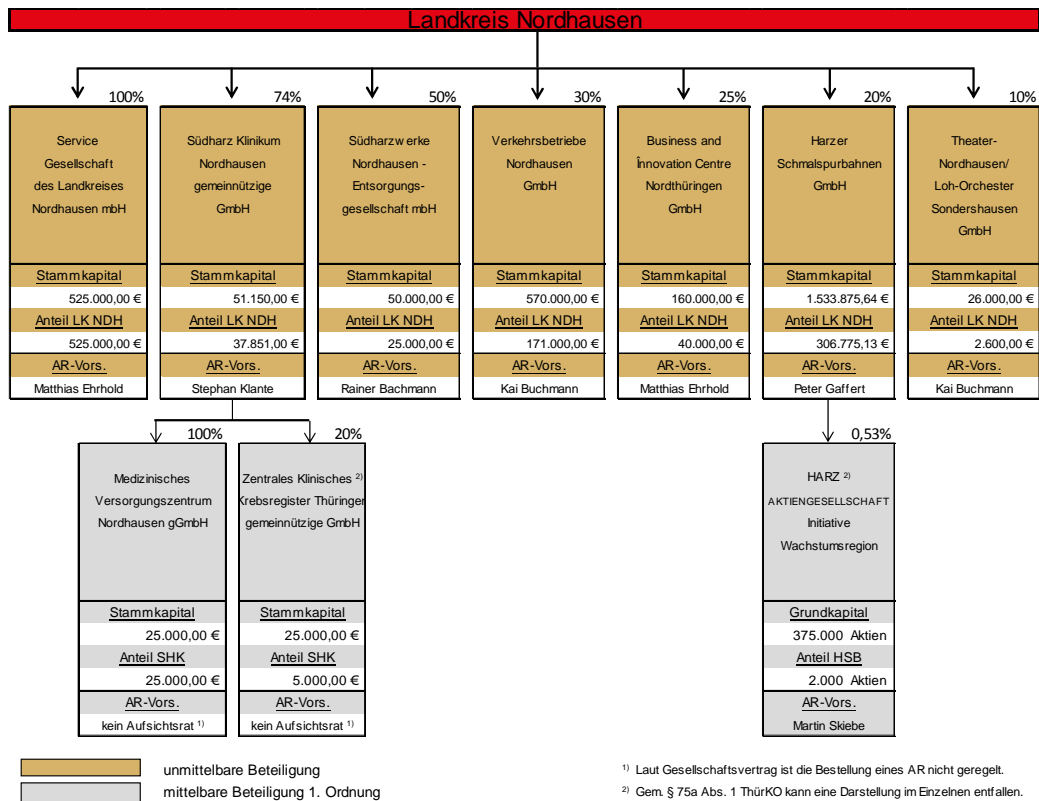 Landkreis Nordhausen
100%
Service
Gesellschaft
des Landkreises
Nordhausen mbH
Stammkapital
525.000,00 €
Anteil LK NDH
525.000,00 €
AR-Vors.
Matthias Ehrhold
74%
Südharz Klinikum
Nordhausen
gemeinnützige
GmbH
Stammkapital
51.150,00 €
Anteil LK NDH
37.851,00 €
AR-Vors.
Stephan Klante
50%
Südharzwerke
Nordhausen -
Entsorgungs-
gesellschaft mbH
Stammkapital
50.000,00 €
Anteil LK NDH
25.000,00 €
AR-Vors.
Rainer Bachmann
30%
Verkehrsbetriebe
Nordhausen
GmbH
Stammkapital
570.000,00 €
Anteil LK NDH
171.000,00 €
AR-Vors.
Kai Buchmann
25%
Business and
Înnovation Centre
Nordthüringen
GmbH
Stammkapital
160.000,00 €
Anteil LK NDH
40.000,00 €
AR-Vors.
Matthias Ehrhold
20%
Harzer
Schmalspurbahnen
GmbH
Stammkapital
1.533.875,64 €
Anteil LK NDH
306.775,13 €
AR-Vors.
Peter Gaffert
10%
Theater-
Nordhausen/
Loh-Orchester
Sondershausen
GmbH
Stammkapital
26.000,00 €
Anteil LK NDH
2.600,00 €
AR-Vors.
Kai Buchmann
100%
Medizinisches
Versorgungszentrum
Nordhausen gGmbH
Stammkapital
25.000,00 €
Anteil SHK
25.000,00 €
AR-Vors.
kein Aufsichtsrat 1)
20%
Zentrales Klinisches 2)
Krebsregister Thüringen
gemeinnützige GmbH
Stammkapital
25.000,00 €
Anteil SHK
5.000,00 €
AR-Vors.
kein Aufsichtsrat 1)
0,53%
HARZ 2)
AKTIENGESELLSCHAFT
Initiative
Wachstumsregion
Grundkapital
375.000 Aktien
Anteil HSB
2.000 Aktien
AR-Vors.
Martin Skiebe
unmittelbare Beteiligung
mittelbare Beteiligung 1. Ordnung
1) Laut Gesellschaftsvertrag ist die Bestellung eines AR nicht geregelt.
2) Gem. § 75a Abs. 1 ThürKO kann eine Darstellung im Einzelnen entfallen.